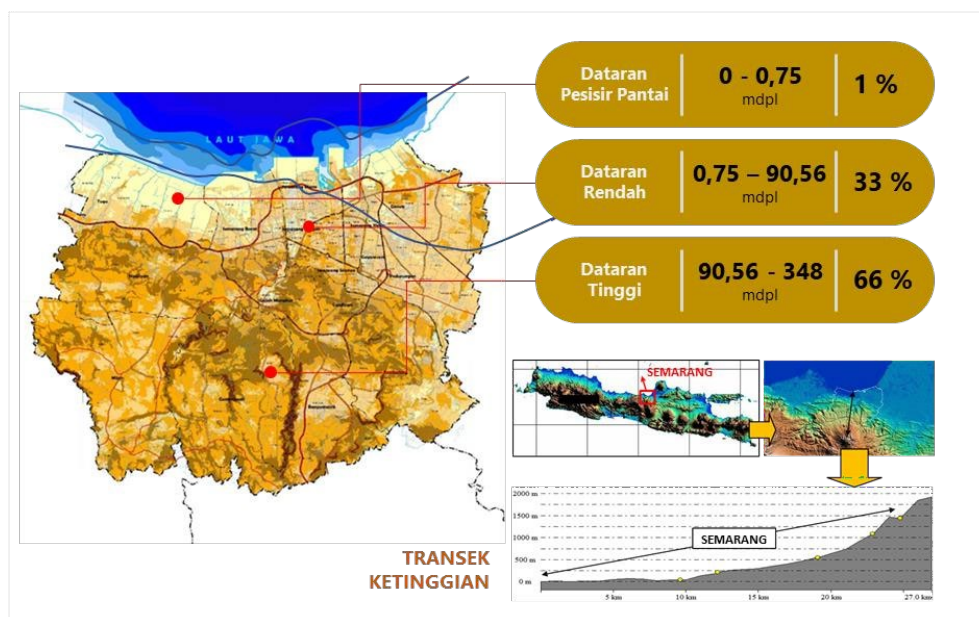 Dataran
Pesisir Pantai
0 - 0,75
mdpl
1 %
LAUT JAWA
Dataran
Rendah
0,75 – 90,56
mdpl
33 %
Dataran
Tinggi
90,56 - 348
mdpl
66 %
Tugu
SEMARANG
2000 m
1500 m
1000 m
500 m
0 m
SEMARANG
5 km
10 km
15 km
20 km
27.0 km
TRANSEK
KETINGGIAN